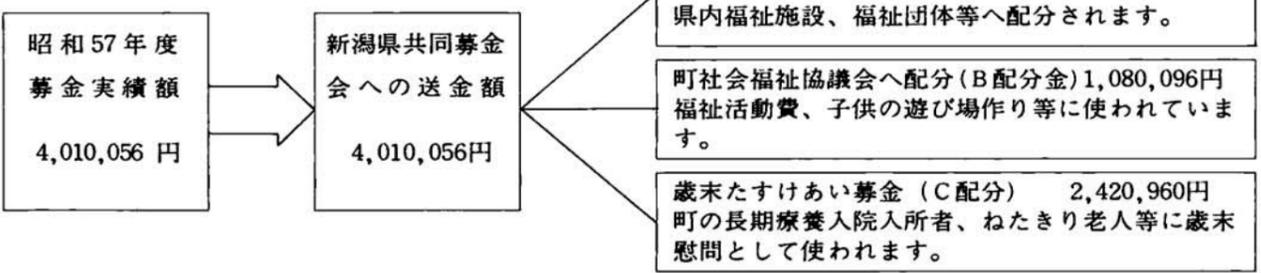 昭和57年度
募金実績額
4,010,056 円
新潟県共同募金
会への送金額
4,010,056円
県内福祉施設、福祉団体等へ配分されます。
町社会福祉協議会へ配分(B配分金)1,080,096円
福祉活動費、子供の遊び場作り等に使われていま
す。
歳末たすけあい募金 (C配分) 2,420,960円
町の長期療養入院入所者、ねたきり老人等に歳末
慰問として使われます。